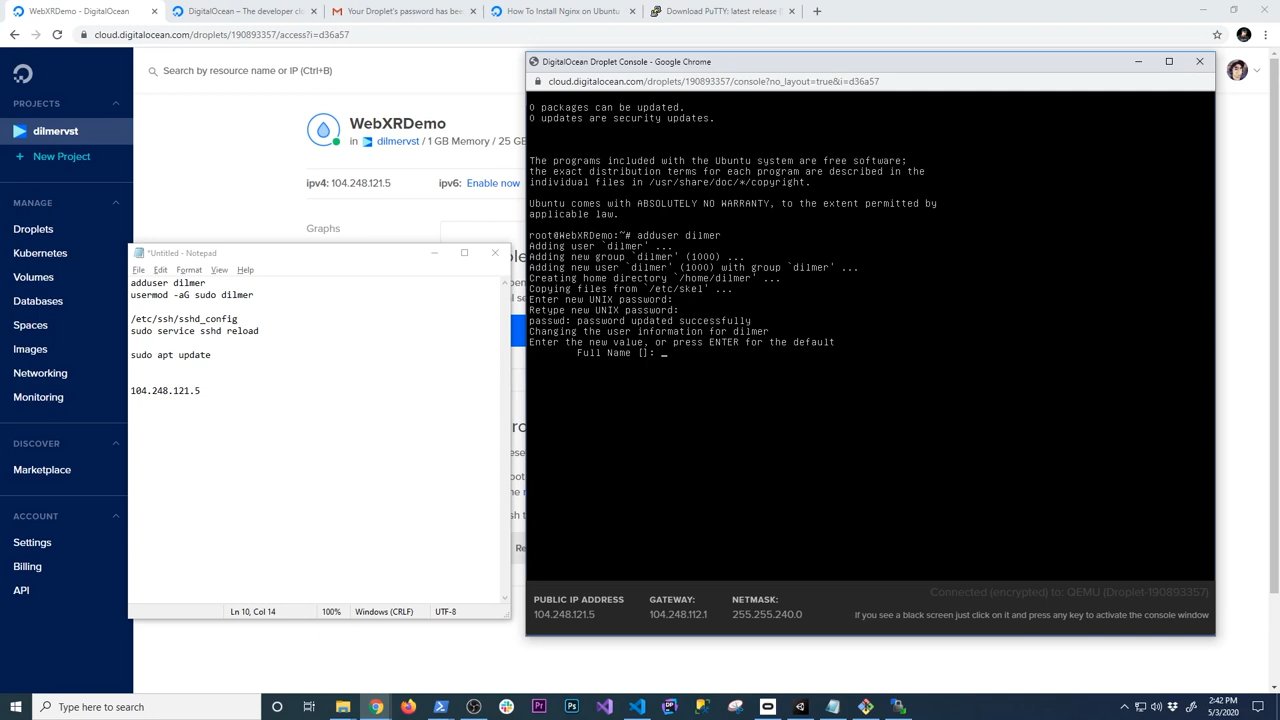 WebXRDemo - DigitalOcean
DigitalOcean – The developer clo
Your Droplet's password has bee
How To Install Nginx on Ubuntu
Download PuTTY: latest release (
cloud.digitalocean.com/droplets/190893357/access?i=d36a57
Search by resource name or IP (Ctrl+B)
PROJECTS
dilmervst
+ New Project
MANAGE
Droplets
Kubernetes
Volumes
Databases
Spaces
Images
Networking
Monitoring
DISCOVER
Marketplace
ACCOUNT
Settings
Billing
API
WebXRDemo
in dilmervst / 1 GB Memory / 25 G
ipv4: 104.248.121.5 ipv6: Enable now
Graphs
*Untitled - Notepad
File Edit Format View Help
adduser dilmer
usermod -aG sudo dilmer
/etc/ssh/sshd_config
sudo service sshd reload
sudo apt update
104.248.121.5
Ln 10, Col 14 100% Windows (CRLF) UTF-8
DigitalOcean Droplet Console - Google Chrome
cloud.digitalocean.com/droplets/190893357/console?no_layout=true&i=d36a57
0 packages can be updated.
0 updates are security updates.
The programs included with the Ubuntu system are free software;
the exact distribution terms for each program are described in the
individual files in /usr/share/doc/*/copyright.
Ubuntu comes with ABSOLUTELY NO WARRANTY, to the extent permitted by
applicable law.
root@WebXRDemo:~# adduser dilmer
Adding user `dilmer' ...
Adding new group `dilmer' (1000) ...
Adding new user `dilmer' (1000) with group `dilmer' ...
Creating home directory `/home/dilmer' ...
Copying files from `/etc/skel' ...
Enter new UNIX password:
Retype new UNIX password:
passwd: password updated successfully
Changing the user information for dilmer
Enter the new value, or press ENTER for the default
Full Name []: _
Connected (encrypted) to: QEMU (Droplet-190893357)
PUBLIC IP ADDRESS GATEWAY: NETMASK:
104.248.121.5 104.248.112.1 255.255.240.0
If you see a black screen just click on it and press any key to activate the console window
Type here to search
2:42 PM
5/3/2020